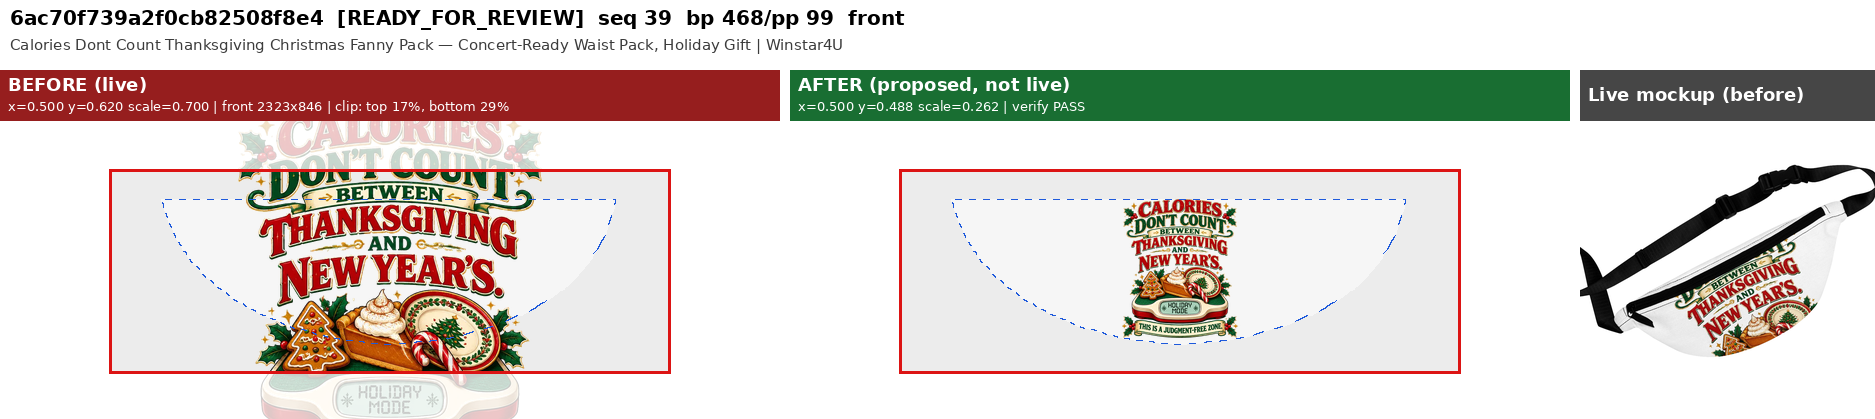 6ac70f739a2f0cb82508f8e4  [READY_FOR_REVIEW]  seq 39  bp 468/pp 99  front
Calories Dont Count Thanksgiving Christmas Fanny Pack — Concert-Ready Waist Pack, Holiday Gift | Winstar4U
BEFORE (live)
x=0.500 y=0.620 scale=0.700 | front 2323x846 | clip: top 17%, bottom 29%
AFTER (proposed, not live)
x=0.500 y=0.488 scale=0.262 | verify PASS
Live mockup (before)
CALORIES
DON'T COUNT
BETWEEN
THANKSGIVING
AND
NEW YEAR'S.
HOLIDAY
MODE
CALORIES
DON'T COUNT
BETWEEN
THANKSGIVING
AND
NEW YEAR'S.
HOLIDAY
MODE
THIS IS A JUDGMENT-FREE ZONE.
BETWEEN
THANKSGIVING
AND
NEW YEAR'S.